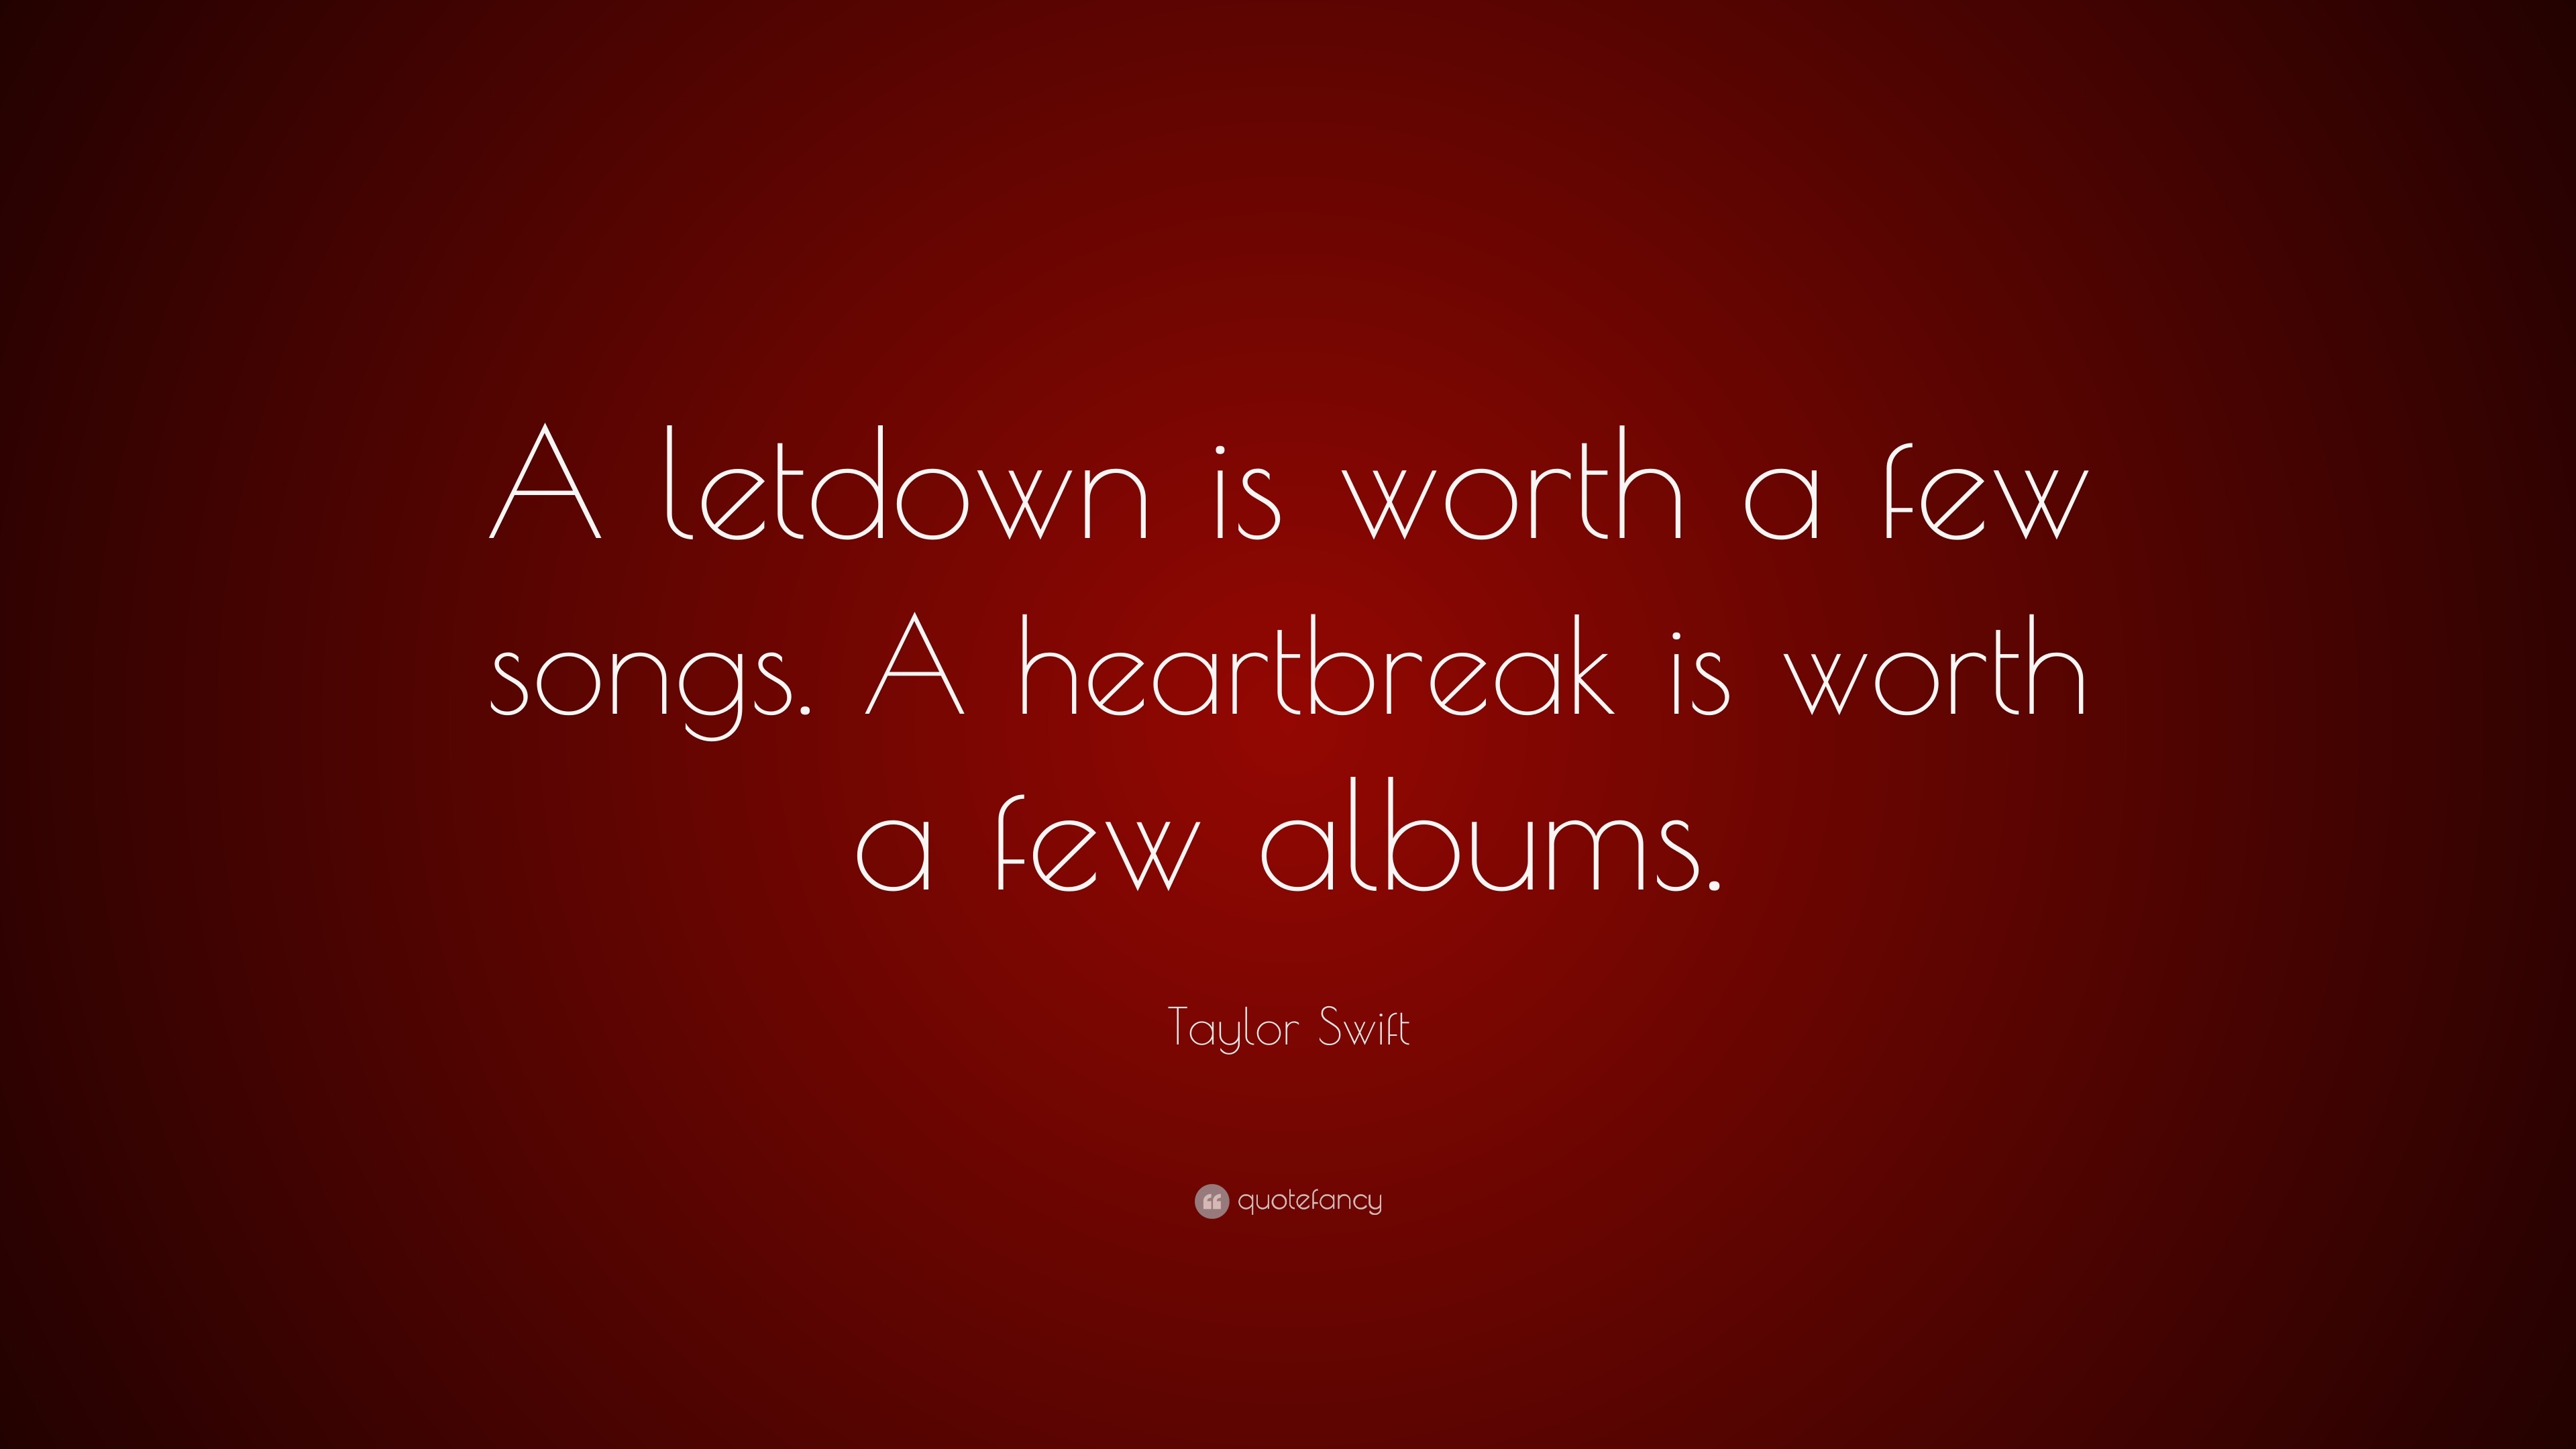 A letdown is worth a few
songs. A heartbreak is worth
a few albums.
Taylor Swift
quotefancy